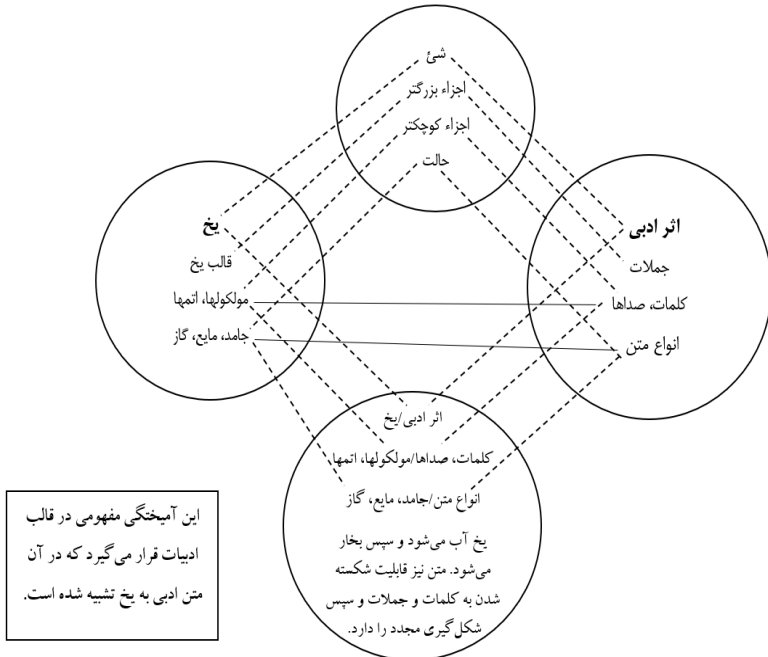 شئ
اجزاء بزرگتر
اجزاء کوچکتر
حالت
اثر ادبی
جملات
کلمات، صداها
انواع متن
یخ
قالب یخ
مولکولها، اتمها
جامد، مایع، گاز
اثر ادبی/یخ
کلمات، صداها/مولکولها، اتمها
انواع متن/جامد، مایع، گاز
یخ آب می‌شود و سپس بخار
می‌شود. متن نیز قابلیت شکسته
شدن به کلمات و جملات و سپس
شکل‌گیری مجدد را دارد.
این آمیختگی مفهومی در قالب
ادبیات قرار می‌گیرد که در آن
متن ادبی به یخ تشبیه شده است.